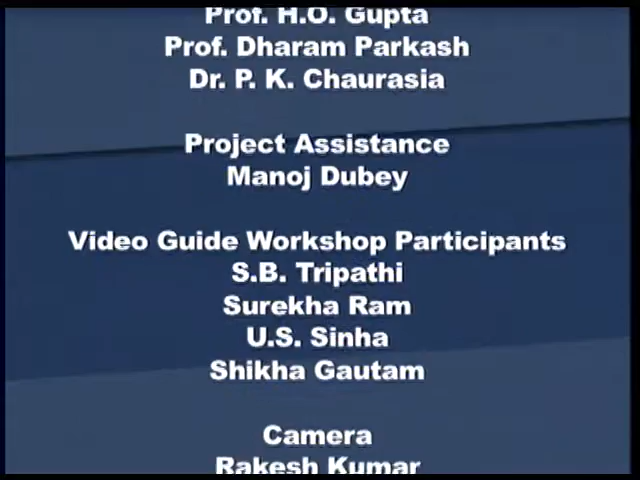 Prof. H.O. Gupta
Prof. Dharam Parkash
Dr. P. K. Chaurasia
Project Assistance
Manoj Dubey
Video Guide Workshop Participants
S.B. Tripathi
Surekha Ram
U.S. Sinha
Shikha Gautam
Camera
Rakesh Kumar